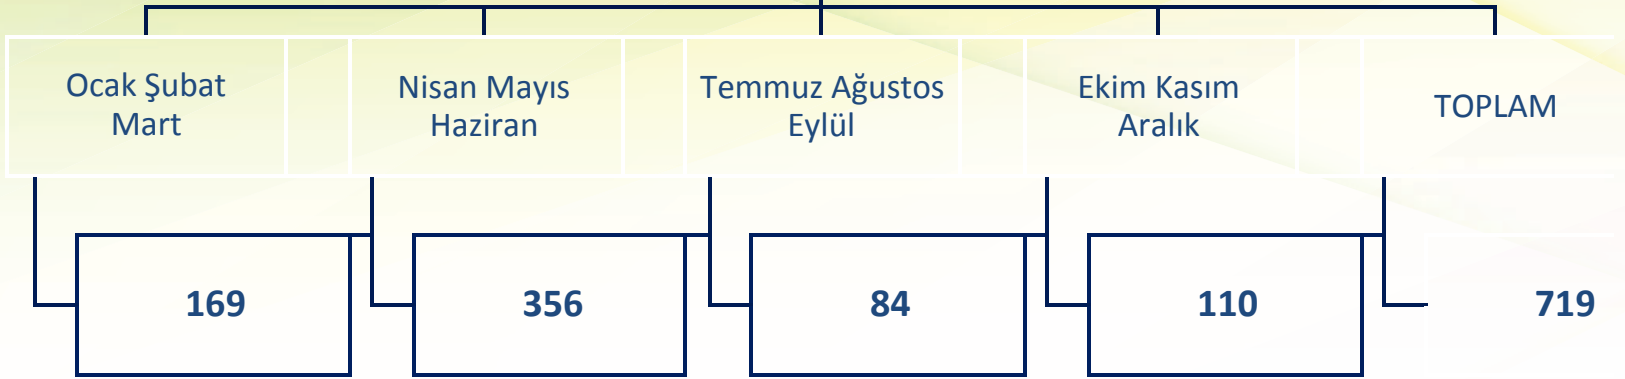 Ocak Şubat
Mart
Nisan Mayıs
Haziran
Temmuz Ağustos
Eylül
Ekim Kasım
Aralık
TOPLAM
169
356
84
110
719